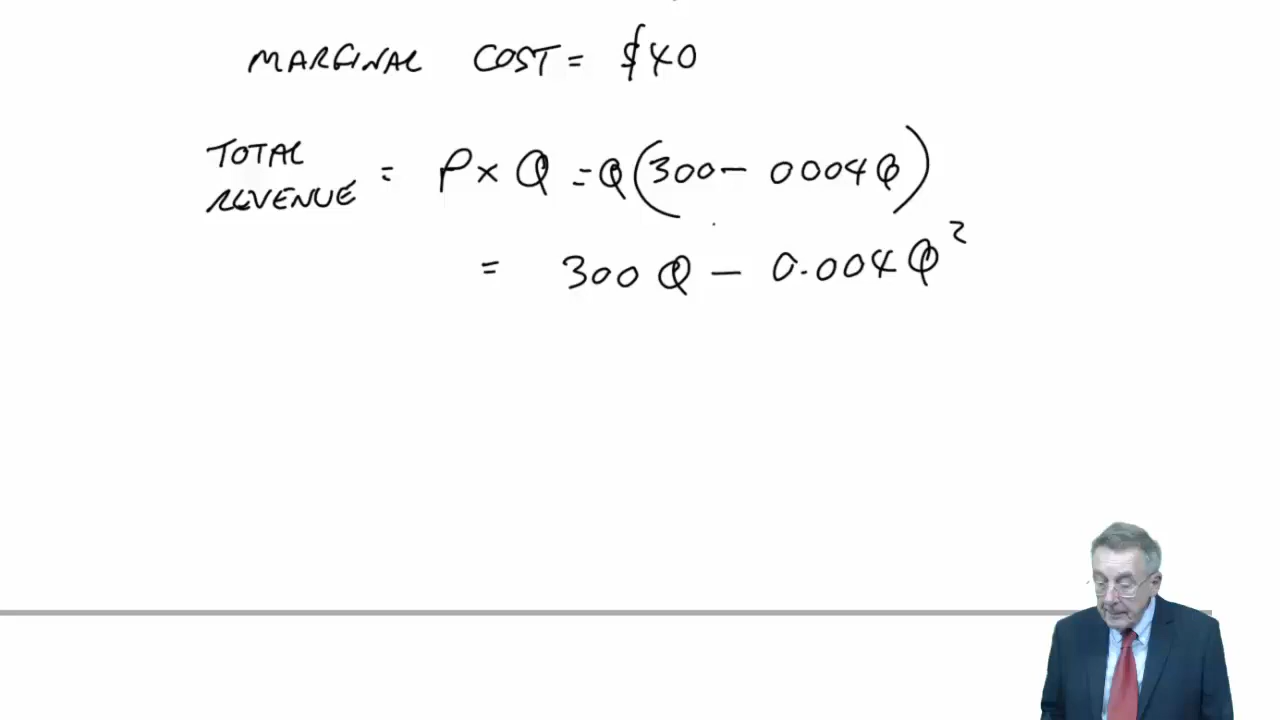 MARGINAL COST = $40
TOTAL REVENUE = P × Q = Q(300 - 0004Q)
= 300Q - 0.004Q²